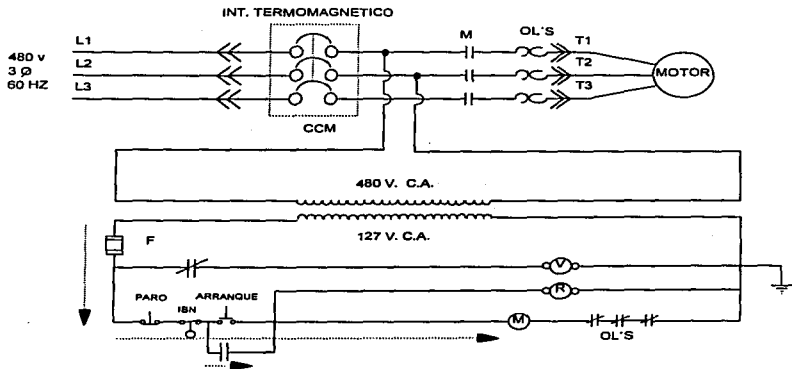 INT. TERMOMAGNETICO
480 v
3 Ø
60 HZ
L1
L2
L3
CCM
M
OL'S
T1
T2
T3
MOTOR
480 V. C.A.
127 V. C.A.
F
V
R
PARO
IBN
ARRANQUE
M
OL'S